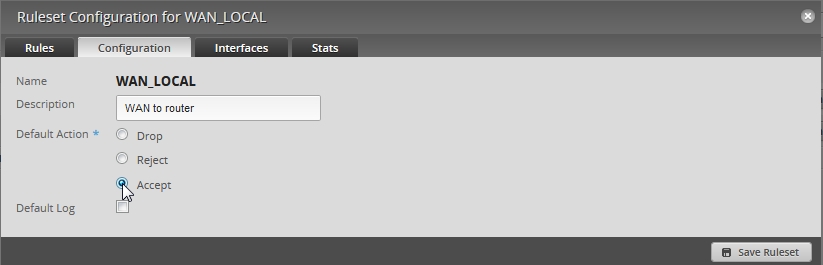 Ruleset Configuration for WAN_LOCAL
Rules Configuration Interfaces Stats
Name WAN_LOCAL
Description WAN to router
Default Action * Drop
Reject
Accept
Default Log
Save Ruleset